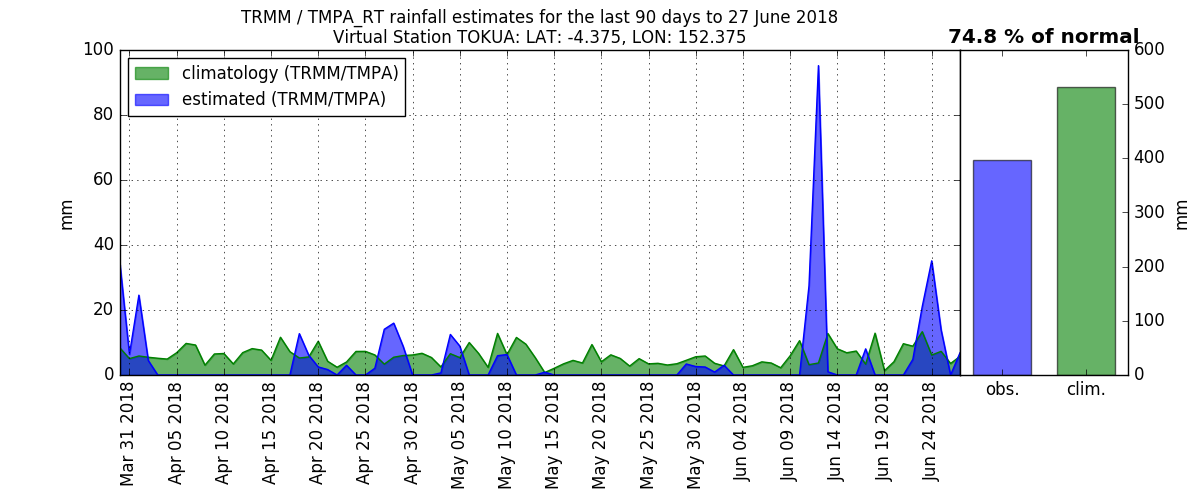 TRMM / TMPA_RT rainfall estimates for the last 90 days to 27 June 2018
Virtual Station TOKUA: LAT: -4.375, LON: 152.375
74.8 % of normal
climatology (TRMM/TMPA)
estimated (TRMM/TMPA)
mm
100
80
60
40
20
0
Mar 31 2018
Apr 05 2018
Apr 10 2018
Apr 15 2018
Apr 20 2018
Apr 25 2018
Apr 30 2018
May 05 2018
May 10 2018
May 15 2018
May 20 2018
May 25 2018
May 30 2018
Jun 04 2018
Jun 09 2018
Jun 14 2018
Jun 19 2018
Jun 24 2018
obs.
clim.
600
500
400
300
200
100
0
mm